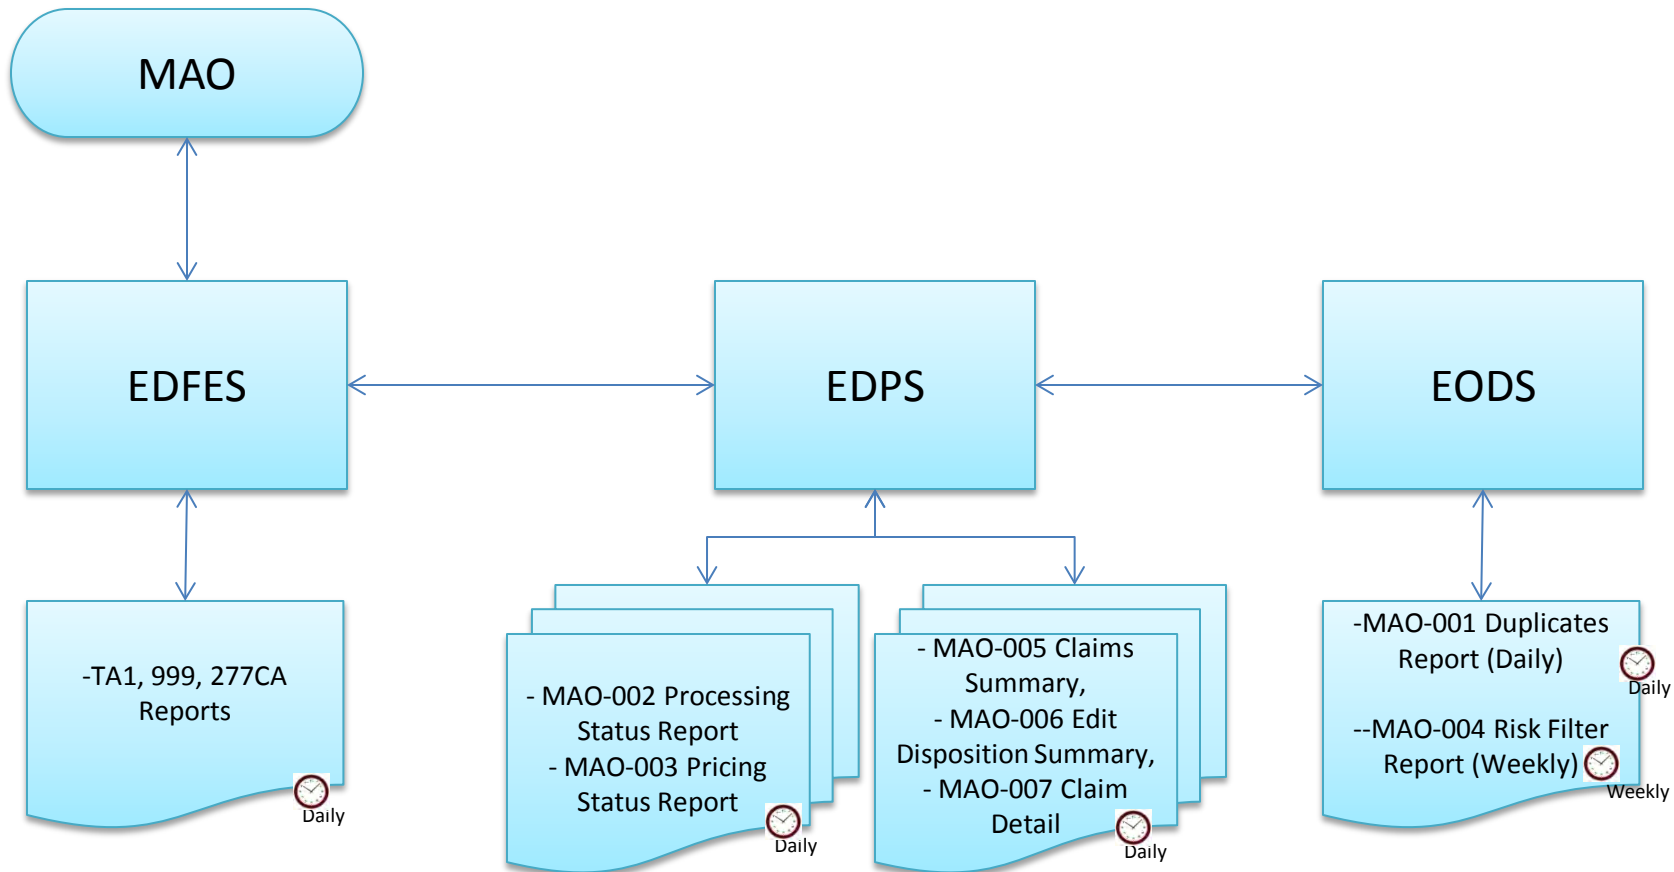 MAO
EDFES
EDPS
EODS
-TA1, 999, 277CA
Reports
Daily
- MAO-002 Processing
Status Report
- MAO-003 Pricing
Status Report
Daily
- MAO-005 Claims
Summary,
- MAO-006 Edit
Disposition Summary,
- MAO-007 Claim
Detail
Daily
-MAO-001 Duplicates
Report (Daily)
Daily
--MAO-004 Risk Filter
Report (Weekly)
Weekly